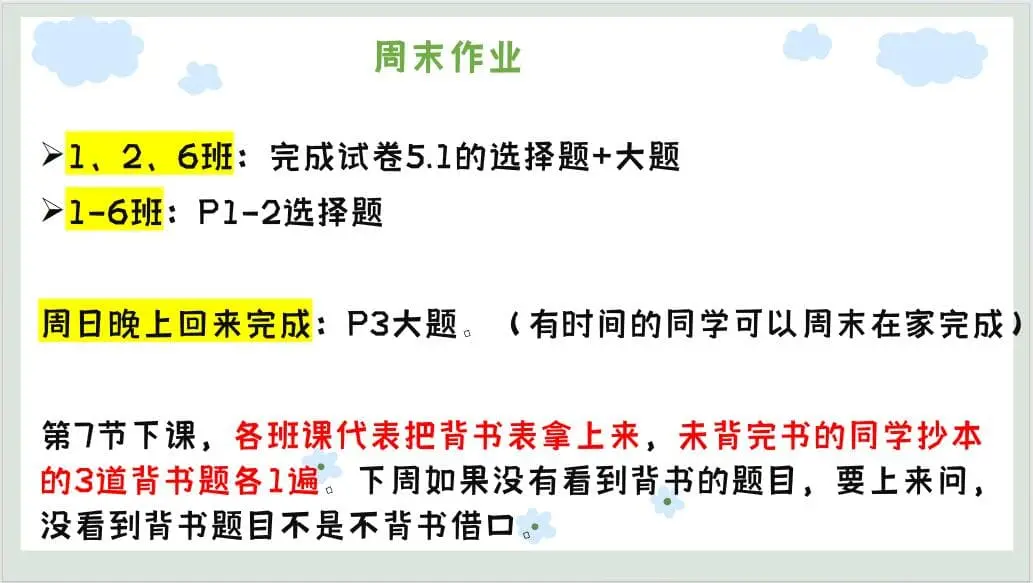 周末作业
➢1、2、6班：完成试卷5.1的选择题+大题
➢1-6班：P1-2选择题
周日晚上回来完成：P3大题。（有时间的同学可以周末在家完成）
第7节下课，各班课代表把背书表拿上来，未背完书的同学抄本
的3道背书题各1遍。下周如果没有看到背书的题目，要上来问，
没看到背书题目不是不背书借口。